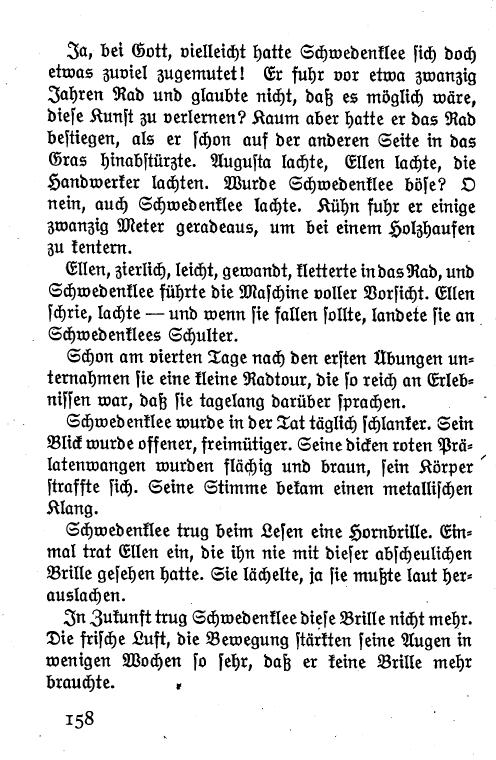 Ja, bei Gott, vielleicht hatte Schwedenklee sich doch
etwas zuviel zugemutet! Er fuhr vor etwa zwanzig
Jahren Rad und glaubte nicht, daß es möglich wäre,
diese Kunst zu verlernen? Kaum aber hatte er das Rad
bestiegen, als er schon auf der anderen Seite in das
Gras hinabstürzte. Augusta lachte, Ellen lachte, die
Handwerker lachten. Wurde Schwedenklee böse? O
nein, auch Schwedenklee lachte. Kühn fuhr er einige
zwanzig Meter geradeaus, um bei einem Holzhaufen
zu kentern.
Ellen, zierlich, leicht, gewandt, kletterte in das Rad, und
Schwedenklee führte die Maschine voller Vorsicht. Ellen
schrie, lachte — und wenn sie fallen sollte, landete sie an
Schwedenklees Schulter.
Schon am vierten Tage nach den ersten Übungen un-
ternahmen sie eine kleine Radtour, die so reich an Erleb-
nissen war, daß sie tagelang darüber sprachen.
Schwedenklee wurde in der Tat täglich schlanker. Sein
Blick wurde offener, freimütiger. Seine dicken roten Prä-
latenwangen wurden flächig und braun, sein Körper
straffte sich. Seine Stimme bekam einen metallischen
Klang.
Schwedenklee trug beim Lesen eine Hornbrille. Ein-
mal trat Ellen ein, die ihn nie mit dieser abscheulichen
Brille gesehen hatte. Sie lächelte, ja sie mußte laut her-
auslachen.
In Zukunft trug Schwedenklee diese Brille nicht mehr.
Die frische Luft, die Bewegung stärkten seine Augen in
wenigen Wochen so sehr, daß er keine Brille mehr
brauchte.
158